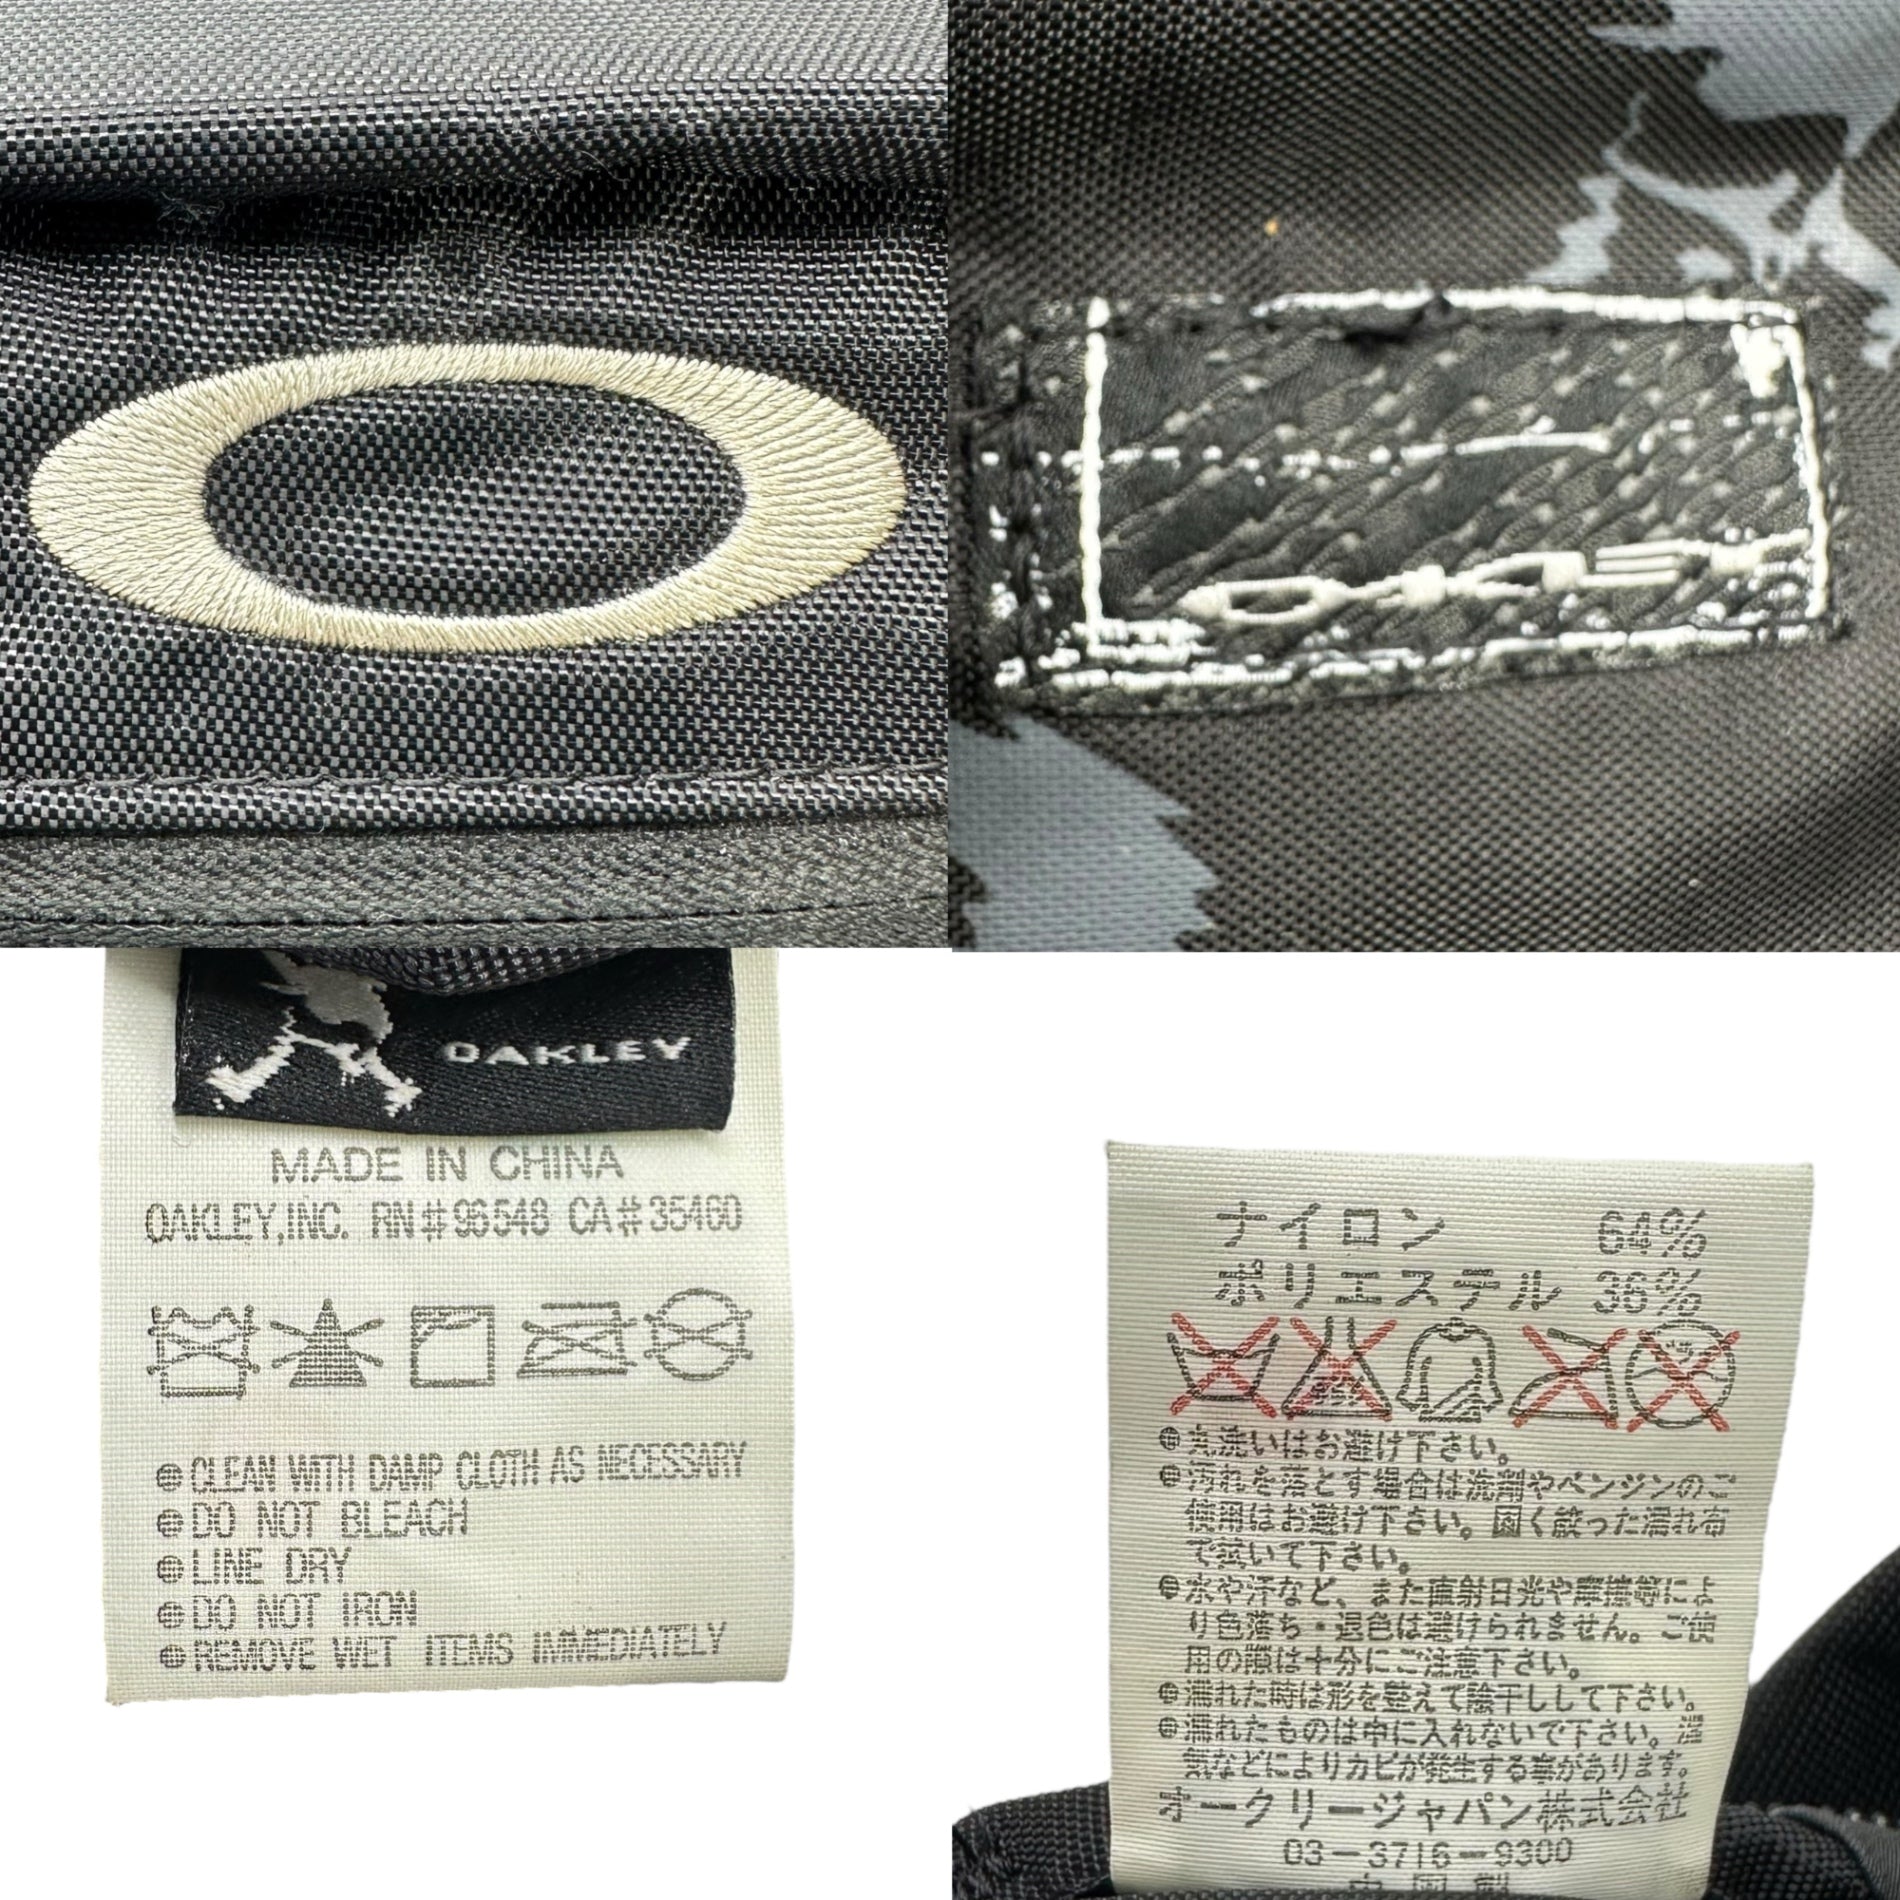 OAKLEY
OAKLEY
MADE IN CHINA
OAKLEY,INC. RN#96548 CA#35460
CLEAN WITH DAMP CLOTH AS NECESSARY
DO NOT BLEACH
LINE DRY
DO NOT IRON
REMOVE WET ITEMS IMMEDIATELY
ナイロン 64%
ポリエステル 36%
丸洗いはお避け下さい。
汚れを落とす場合は洗剤やベンジンのご
使用はお避け下さい。固く絞った濡れ布
で拭いて下さい。
水や汗など、また直射日光や摩擦等によ
り色落ち・退色は避けられません。ご使
用の際は十分にご注意下さい。
濡れた時は形を整えて陰干しして下さい。
濡れたものは中に入れないで下さい。湿
気などによりカビが発生する事があります。
オークリージャパン株式会社
03-3716-9300
中国製